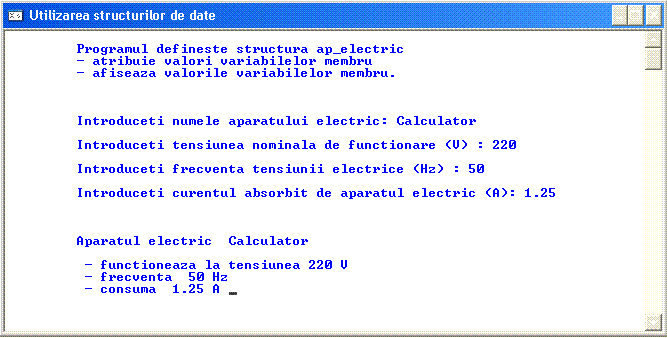 Utilizarea structurilor de date
Programul defineste structura ap_electric
- atribuie valori variabilelor membru
- afiseaza valorile variabilelor membru.
Introduceti numele aparatului electric: Calculator
Introduceti tensiunea nominala de functionare (V) : 220
Introduceti frecventa tensiunii electrice (Hz) : 50
Introduceti curentul absorbit de aparatul electric (A): 1.25
Aparatul electric  Calculator
- functioneaza la tensiunea 220 V
- frecventa  50 Hz
- consuma  1.25 A _